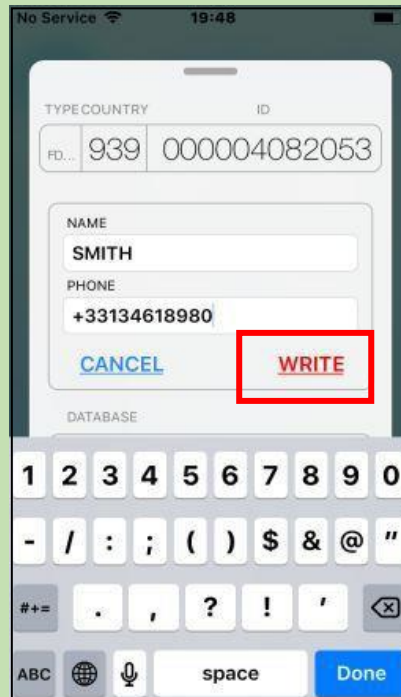 No Service 19:48
TYPE COUNTRY ID
FD... 939 000004082053
NAME
SMITH
PHONE
+33134618980
CANCEL WRITE
DATABASE
1 2 3 4 5 6 7 8 9 0
- / : ; ( ) $ & @ "
#+= . , ? ! '
ABC space Done